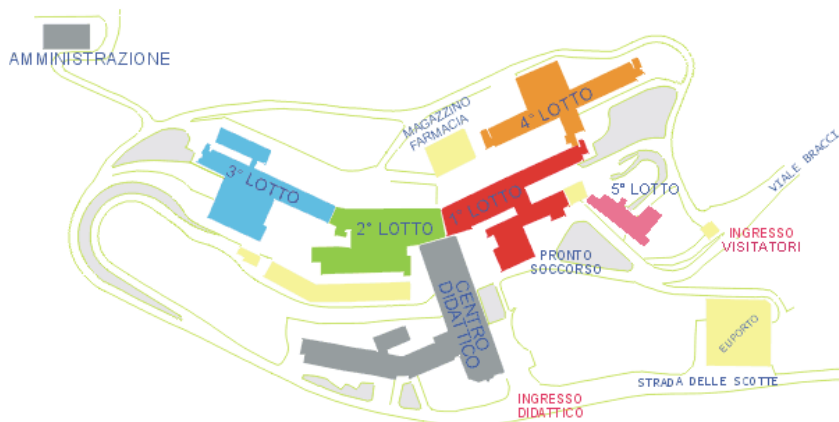 AMMINISTRAZIONE
MAGAZZINO
FARMACIA
4° LOTTO
3° LOTTO
1° LOTTO
5° LOTTO
VIALE BRACCI
2° LOTTO
INGRESSO
VISITATORI
PRONTO
SOCCORSO
CENTRO
DIDATTICO
EUPORTO
STRADA DELLE SCOTTE
INGRESSO
DIDATTICO